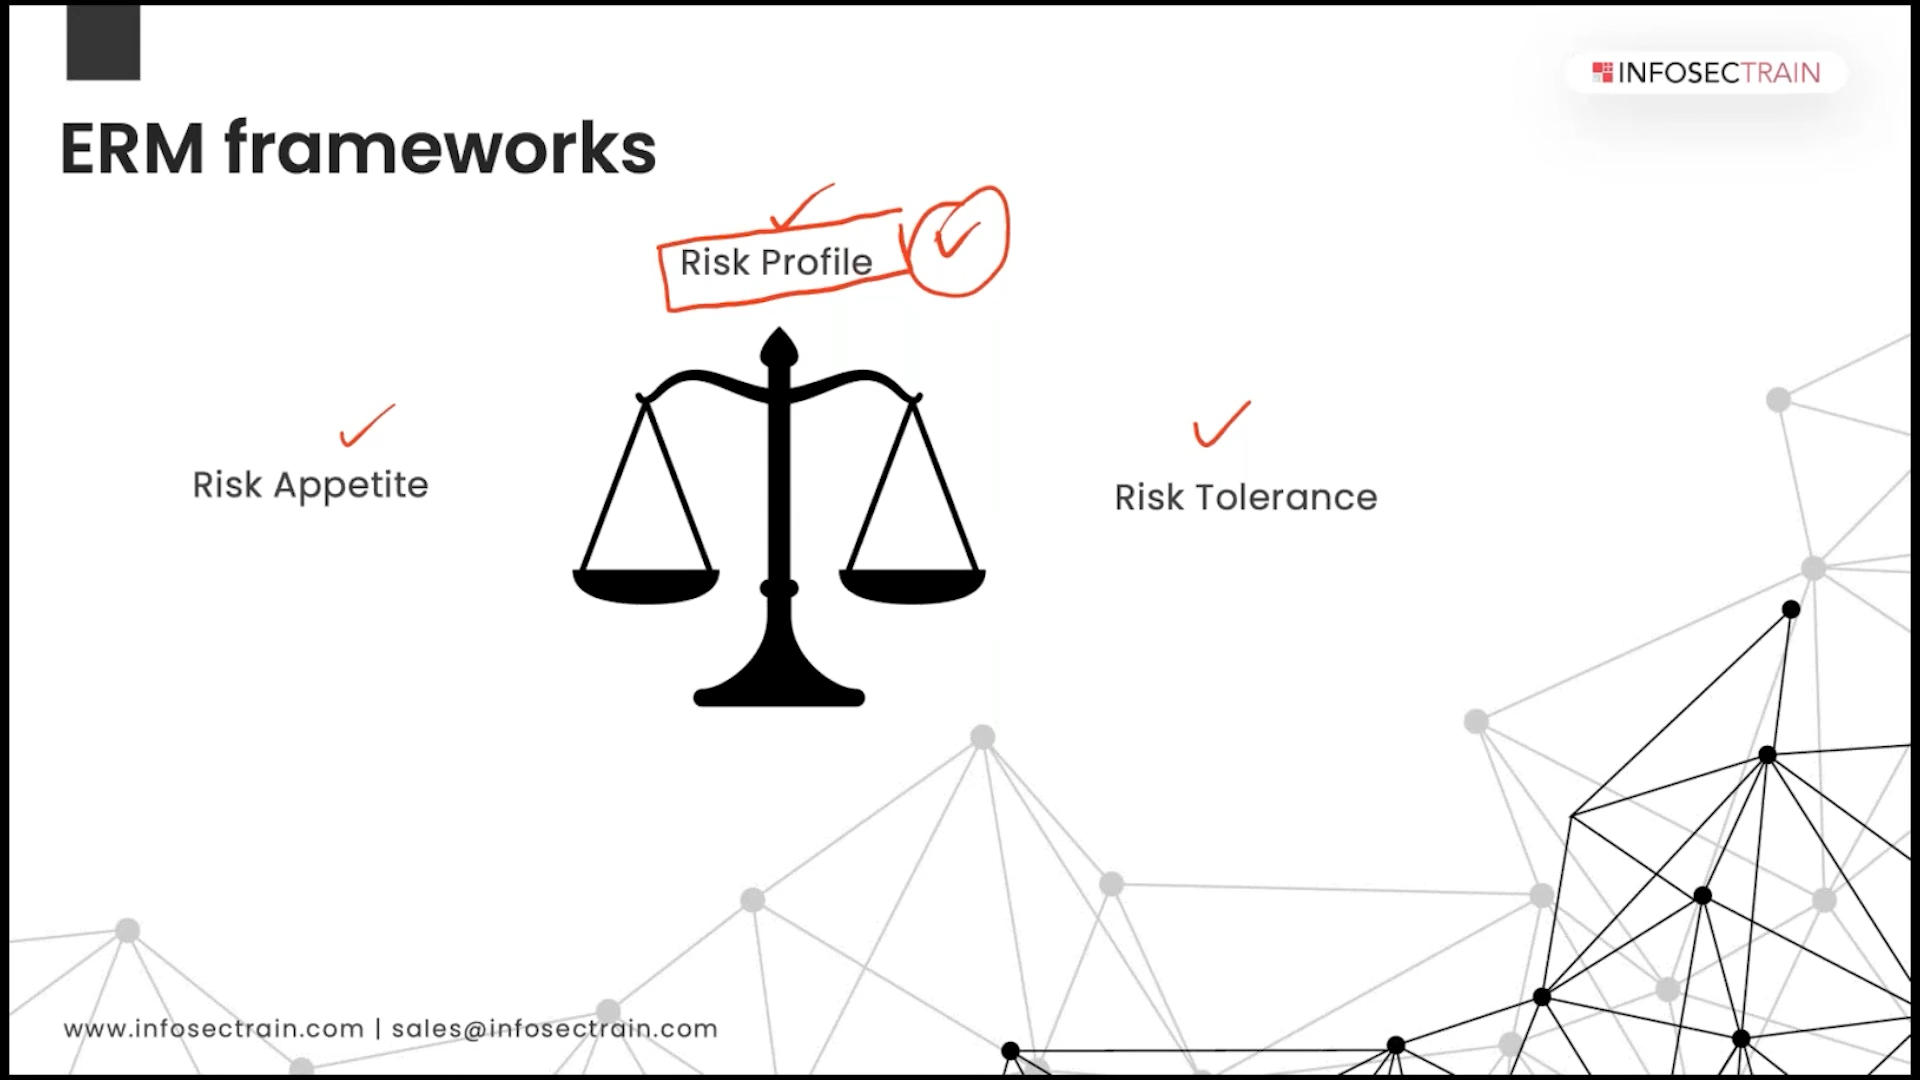 INFOSECTRAIN
ERM frameworks
Risk Profile
Risk Appetite
Risk Tolerance
www.infosectrain.com | sales@infosectrain.com